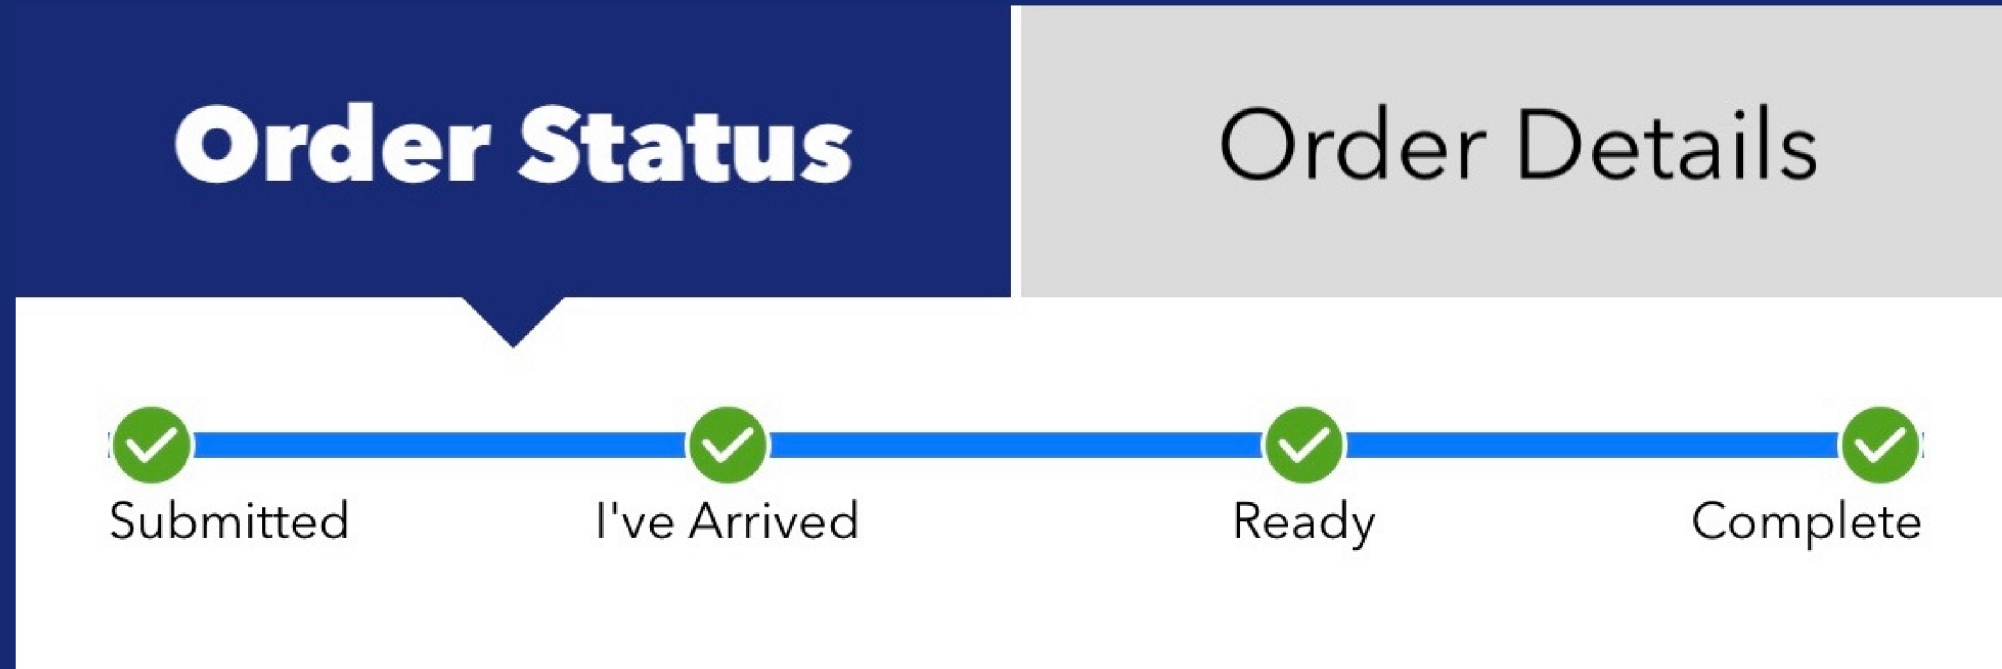 Order Status
Order Details
Submitted
I've Arrived
Ready
Complete